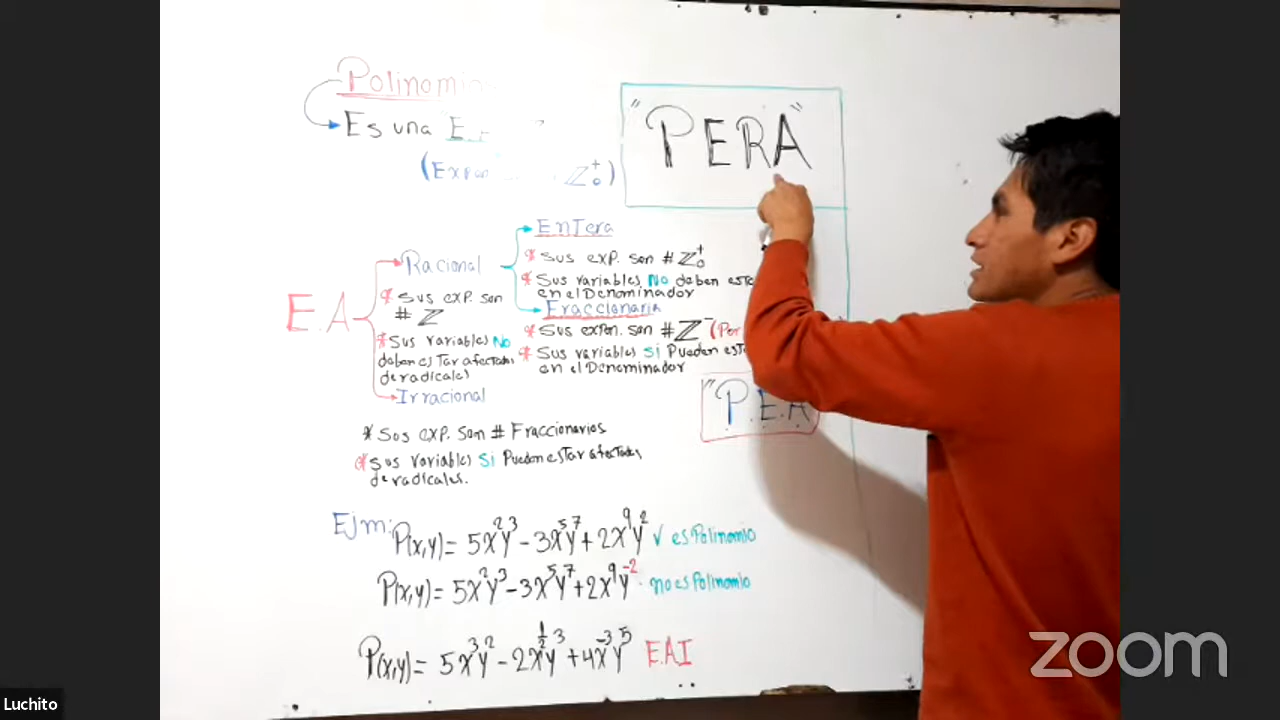 Polinomi
Es una E.
(Expon Z₀⁺)
"PERA"
E.A
Racional
* Sus exp. son
# Z
* Sus variables No
deben estar afectadas
de radicales
Entera
* Sus exp. son # Z₀⁺
* Sus variables No deben esta
en el Denominador
Fraccionaria
* Sus expon. son # Z⁻ (Por
* Sus variables Si Pueden esta
en el Denominador
"P.E.A
Irracional
* Sus exp. son # Fraccionarios
* Sus variables Si Pueden estar afectadas
de radicales.
Ejm: P(x,y) = 5x²y³ - 3x⁵y⁷ + 2x⁹y² √ es Polinomio
P(x,y) = 5x²y³ - 3x⁵y⁷ + 2x⁹y⁻² no es Polinomio
P(x,y) = 5x³y² - 2x^½y³ + 4x⁻³y⁵ E.A.I
zoom
Luchito